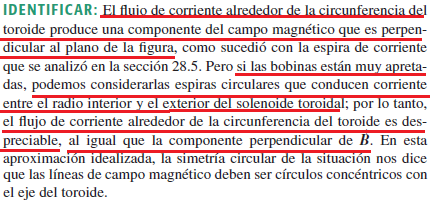 IDENTIFICAR: El flujo de corriente alrededor de la circunferencia del
toroide produce una componente del campo magnético que es perpen-
dicular al plano de la figura, como sucedió con la espira de corriente
que se analizó en la sección 28.5. Pero si las bobinas están muy apreta-
das, podemos considerarlas espiras circulares que conducen corriente
entre el radio interior y el exterior del solenoide toroidal; por lo tanto,
el flujo de corriente alrededor de la circunferencia del toroide es des-
preciable, al igual que la componente perpendicular de B⃗. En esta
aproximación idealizada, la simetría circular de la situación nos dice
que las líneas de campo magnético deben ser círculos concéntricos con
el eje del toroide.